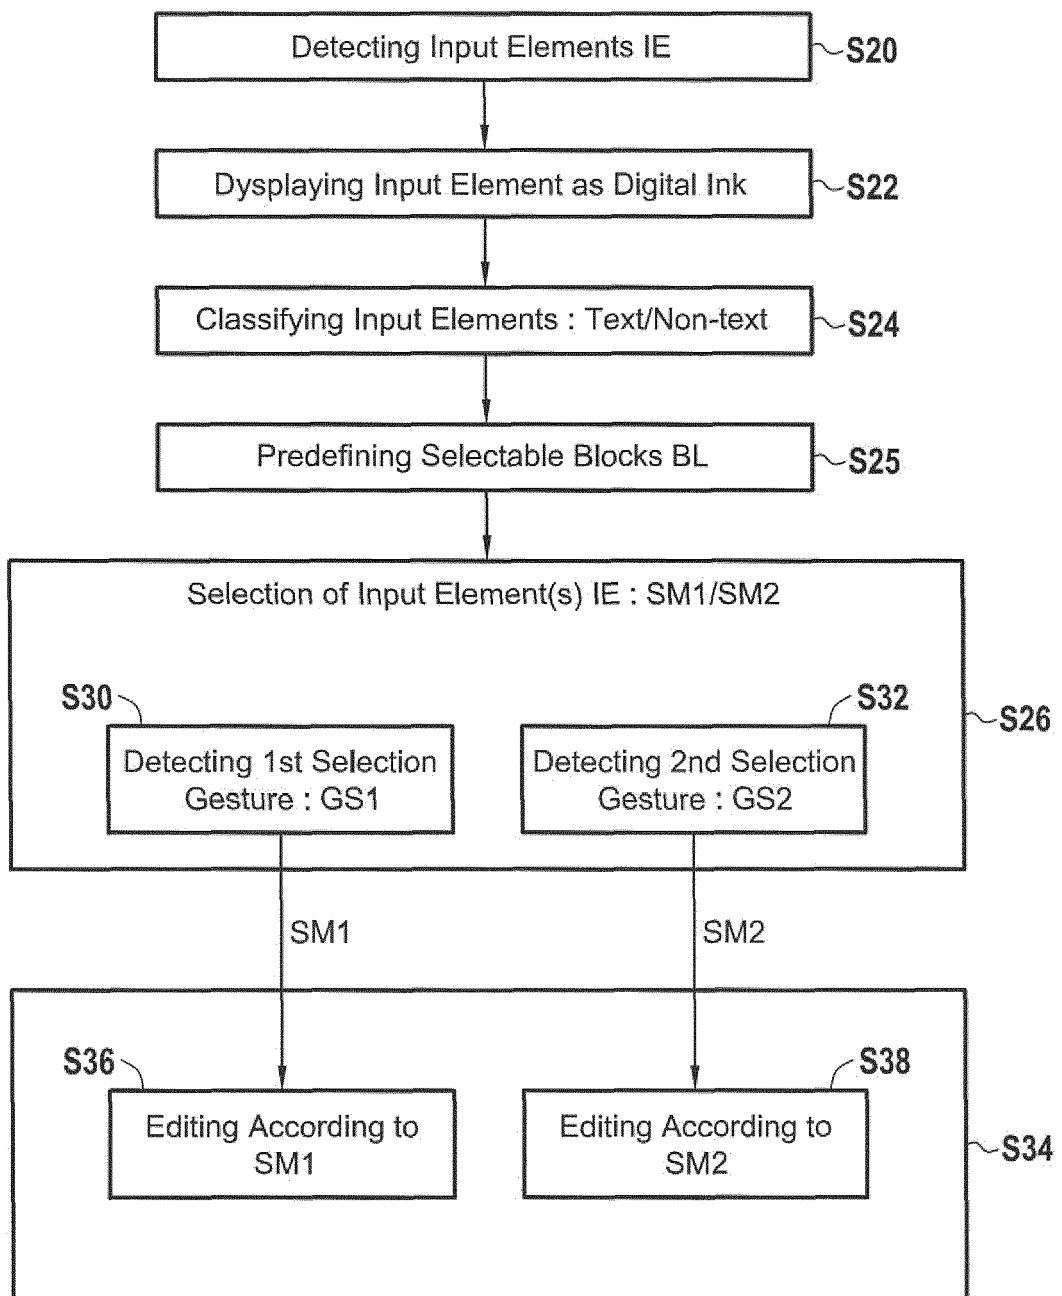 Detecting Input Elements IE
S20
Dysplaying Input Element as Digital Ink
S22
Classifying Input Elements : Text/Non-text
S24
Predefining Selectable Blocks BL
S25
Selection of Input Element(s) IE : SM1/SM2
S30
S32
S26
Detecting 1st Selection
Gesture : GS1
Detecting 2nd Selection
Gesture : GS2
SM1
SM2
S36
S38
Editing According to
SM1
Editing According to
SM2
S34